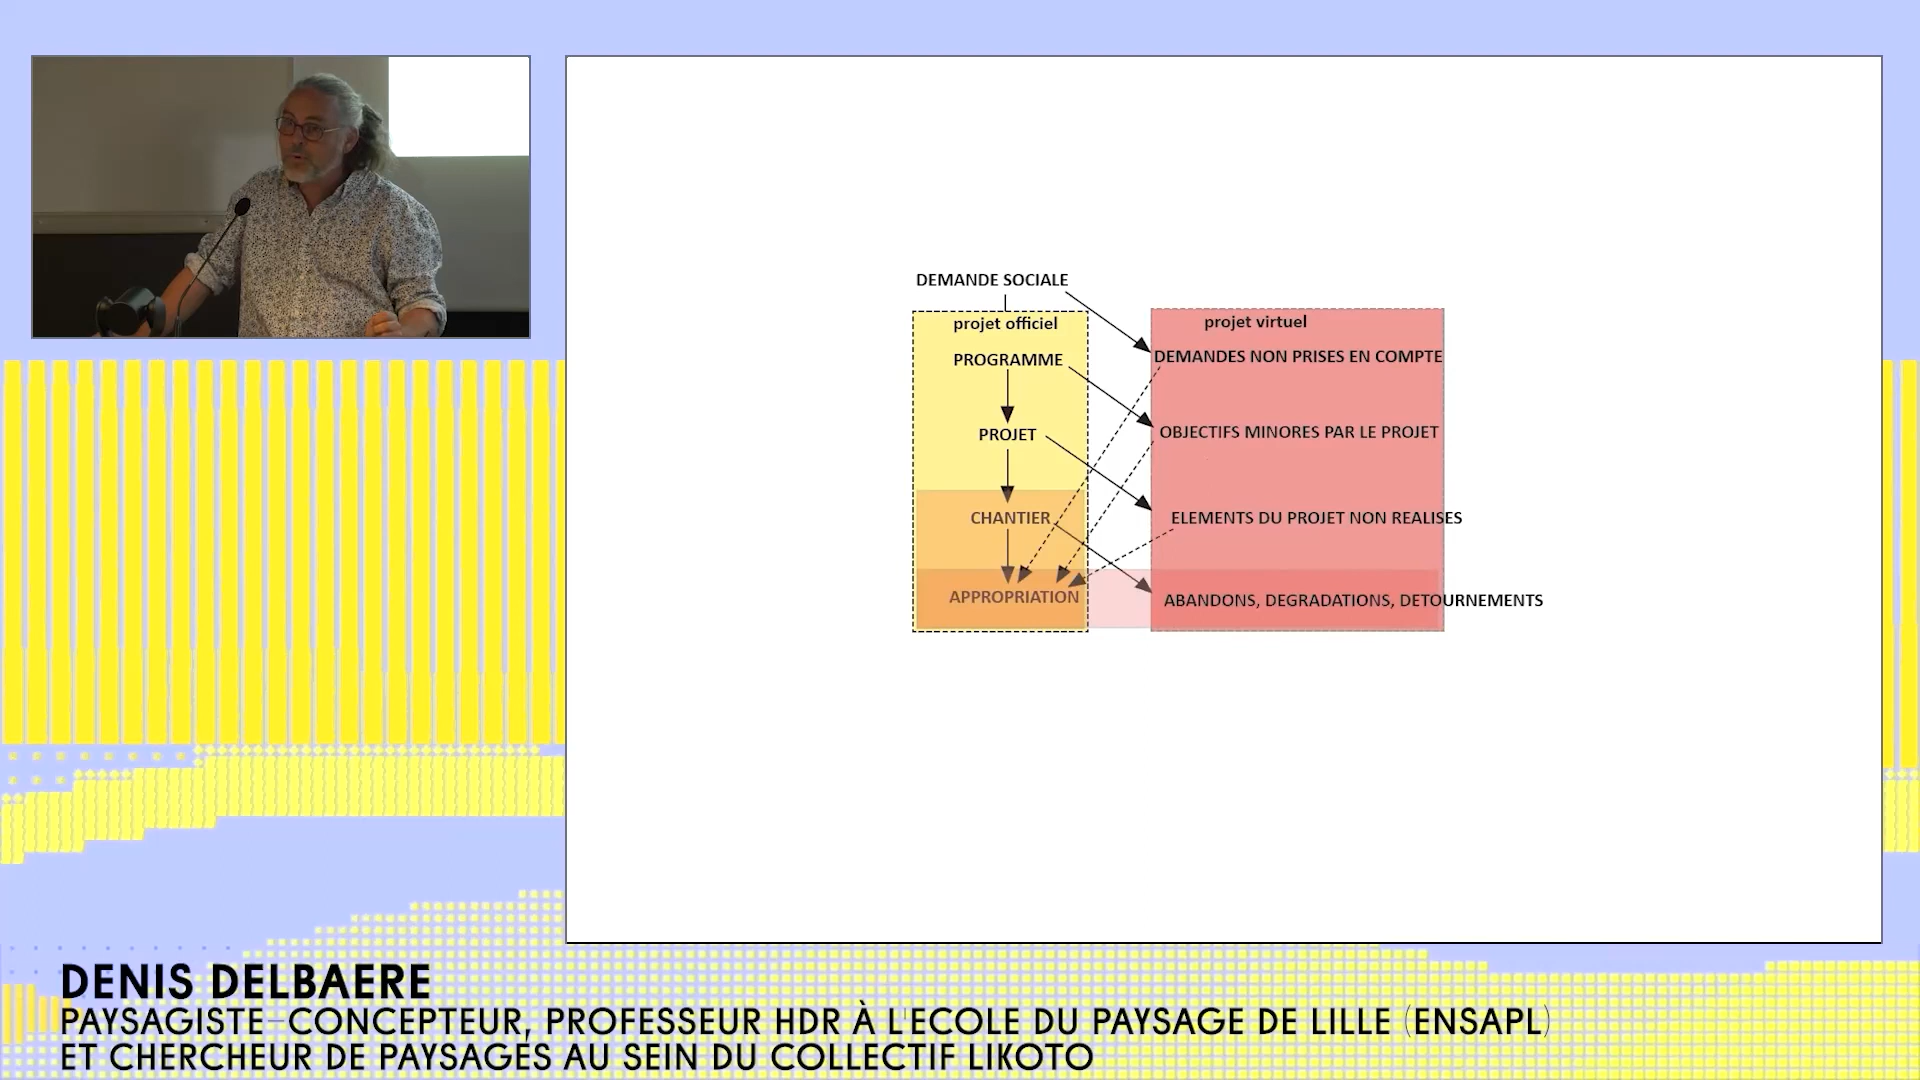 DEMANDE SOCIALE
projet officiel
PROGRAMME
PROJET
CHANTIER
APPROPRIATION
projet virtuel
DEMANDES NON PRISES EN COMPTE
OBJECTIFS MINORES PAR LE PROJET
ELEMENTS DU PROJET NON REALISES
ABANDONS, DEGRADATIONS, DETOURNEMENTS
DENIS DELBAERE
PAYSAGISTE-CONCEPTEUR, PROFESSEUR HDR À L'ECOLE DU PAYSAGE DE LILLE (ENSAPL)
ET CHERCHEUR DE PAYSAGES AU SEIN DU COLLECTIF LIKOTO